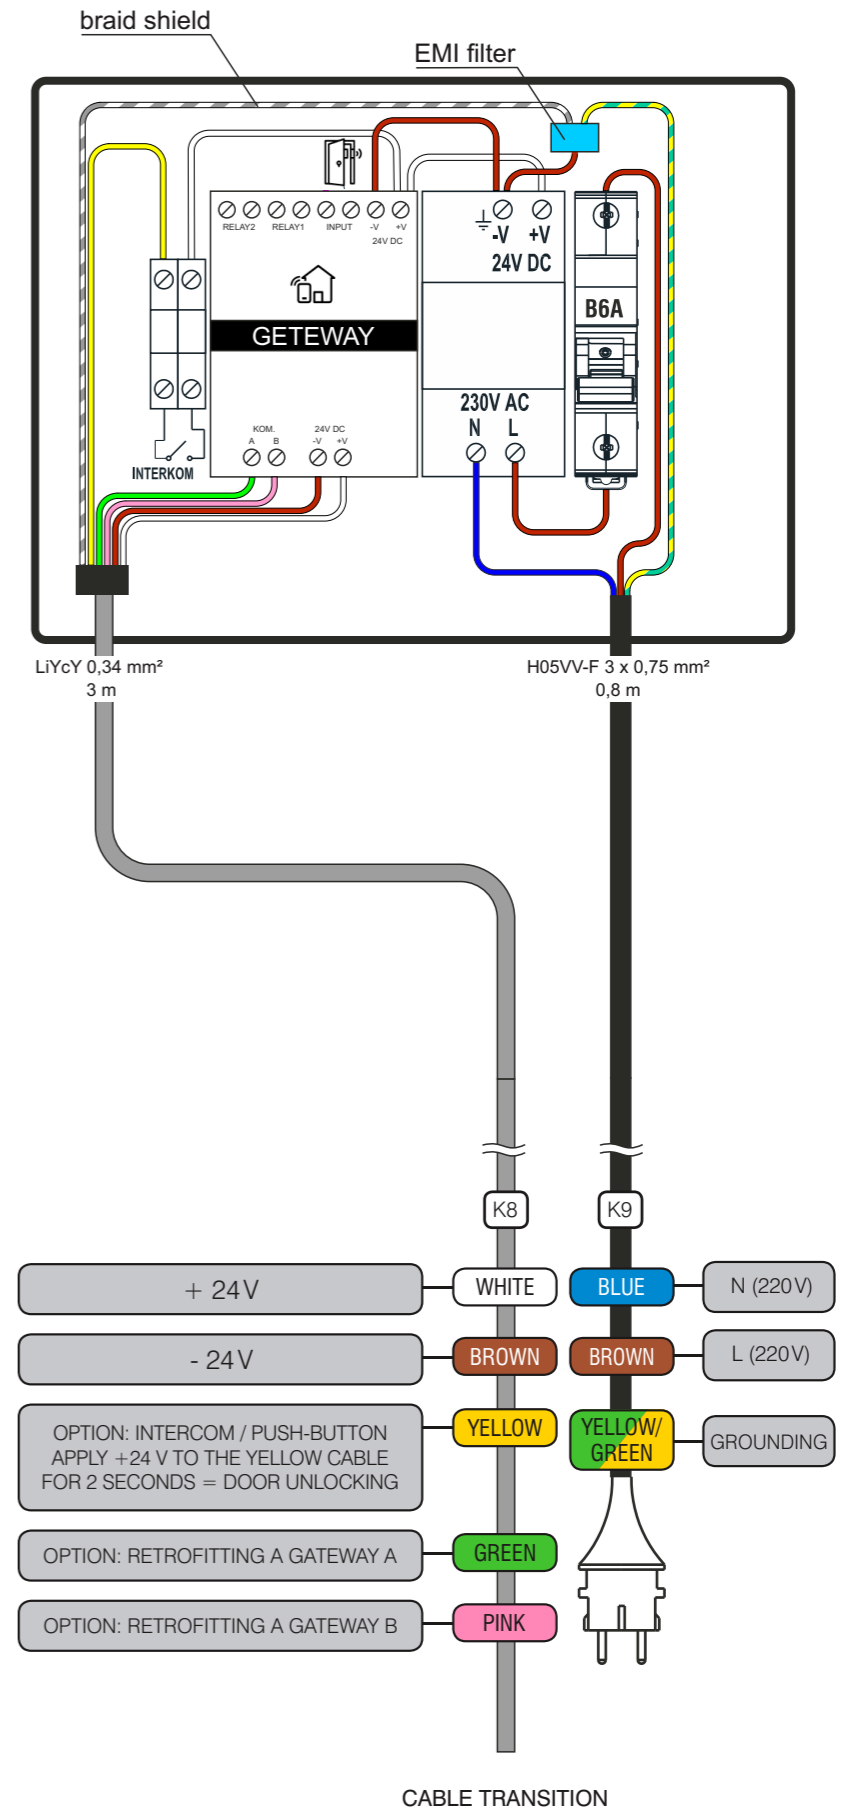 braid shield
EMI filter
RELAY2 RELAY1 INPUT -V +V
24V DC
-V +V
24V DC
B6A
GETEWAY
230V AC
N L
KOM. 24V DC
A B -V +V
INTERKOM
LiYcY 0,34 mm²
3 m
H05VV-F 3 x 0,75 mm²
0,8 m
K8
K9
+ 24V
WHITE
BLUE
N (220V)
- 24V
BROWN
BROWN
L (220V)
OPTION: INTERCOM / PUSH-BUTTON
APPLY +24 V TO THE YELLOW CABLE
FOR 2 SECONDS = DOOR UNLOCKING
YELLOW
YELLOW/
GREEN
GROUNDING
OPTION: RETROFITTING A GATEWAY A
GREEN
OPTION: RETROFITTING A GATEWAY B
PINK
CABLE TRANSITION